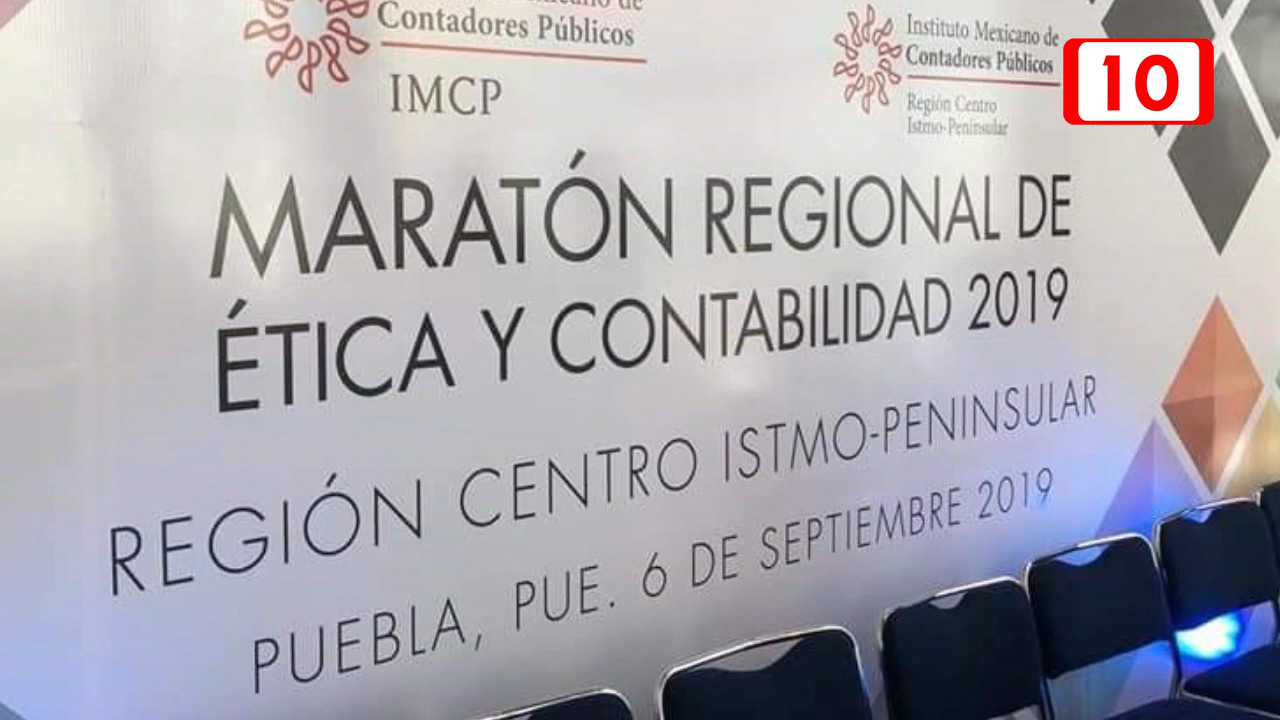 Contadores Públicos
IMCP
Instituto Mexicano de
Contadores Públicos
Región Centro
Istmo-Peninsular
10
MARATÓN REGIONAL DE
ÉTICA Y CONTABILIDAD 2019
REGIÓN CENTRO ISTMO-PENINSULAR
PUEBLA, PUE. 6 DE SEPTIEMBRE 2019